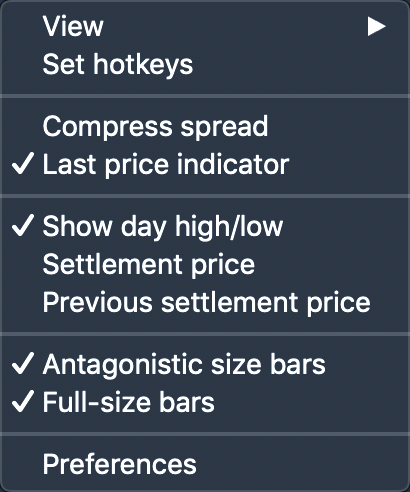 View
Set hotkeys
Compress spread
Last price indicator
Show day high/low
Settlement price
Previous settlement price
Antagonistic size bars
Full-size bars
Preferences